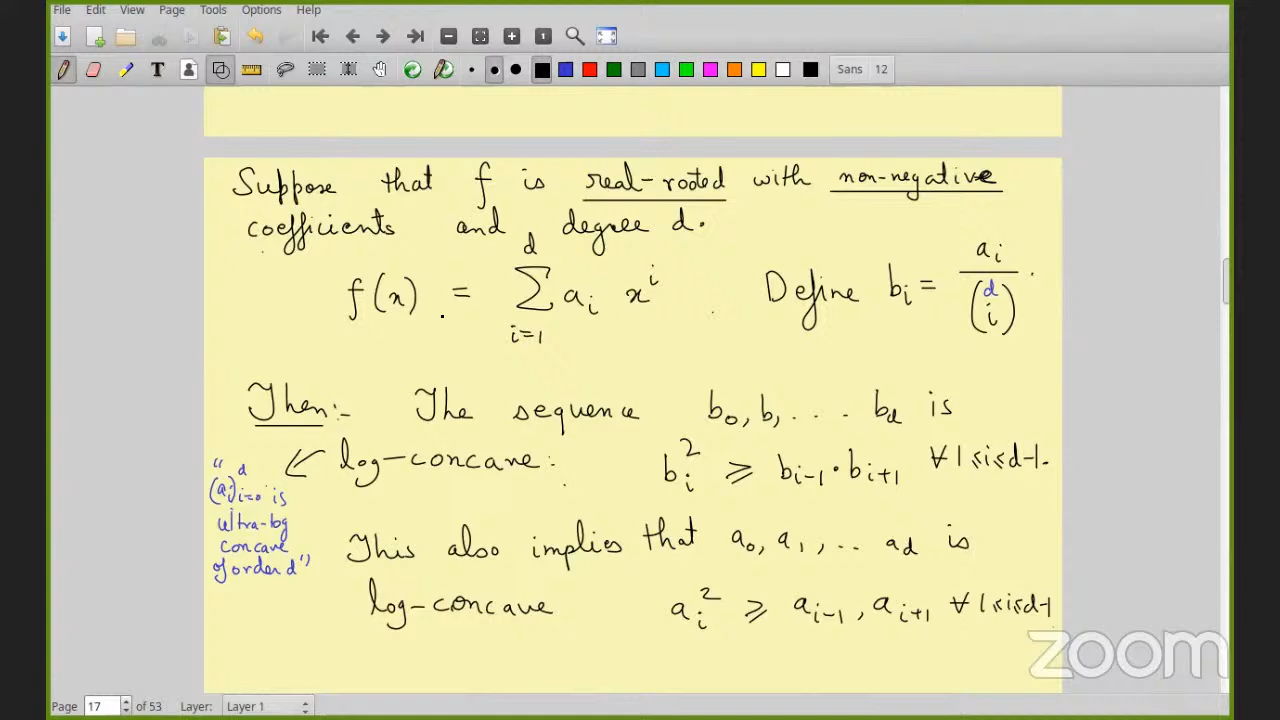 File Edit View Page Tools Options Help
Sans 12
Suppose that f is real-rooted with non-negative
coefficients and degree d.
f(x) = \sum_{i=1}^{d} a_i x^i Define b_i = \frac{a_i}{\binom{d}{i}}
Then:- The sequence b_0, b_1 .... b_d is
log-concave: b_i^2 ⩾ b_{i-1} · b_{i+1} ∀ 1⩽i⩽d-1.
"(a_i)_{i=0}^d is
ultra-log
concave
of order d"
This also implies that a_0, a_1, .. a_d is
log-concave a_i^2 ⩾ a_{i-1}, a_{i+1} ∀ 1⩽i⩽d-1
zoom
Page 17 of 53 Layer: Layer 1